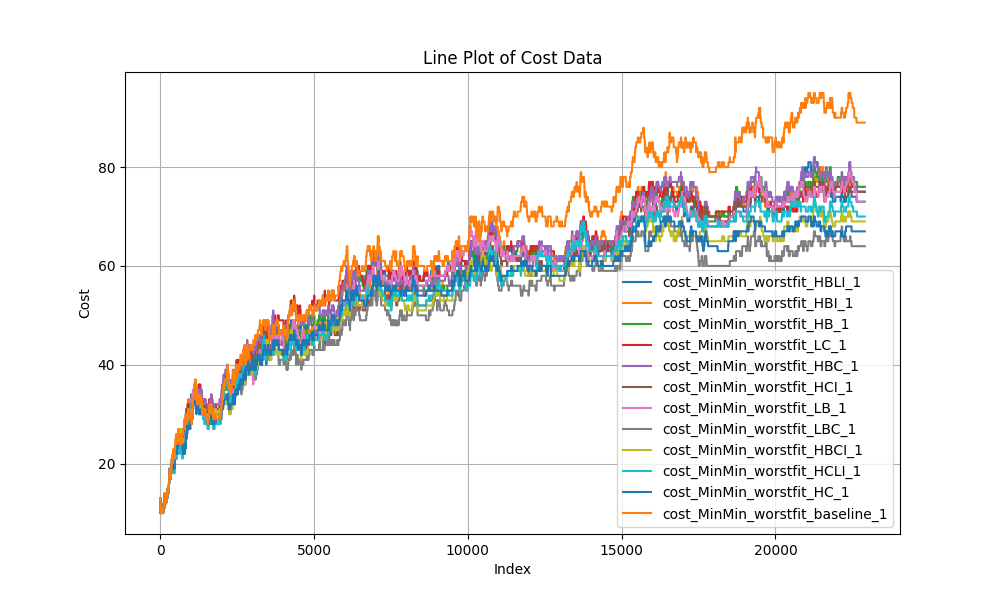 Line Plot of Cost Data
Cost
80
60
40
20
0
5000
10000
15000
20000
Index
cost_MinMin_worstfit_HBLI_1
cost_MinMin_worstfit_HBI_1
cost_MinMin_worstfit_HB_1
cost_MinMin_worstfit_LC_1
cost_MinMin_worstfit_HBC_1
cost_MinMin_worstfit_HCI_1
cost_MinMin_worstfit_LB_1
cost_MinMin_worstfit_LBC_1
cost_MinMin_worstfit_HBCI_1
cost_MinMin_worstfit_HCLI_1
cost_MinMin_worstfit_HC_1
cost_MinMin_worstfit_baseline_1